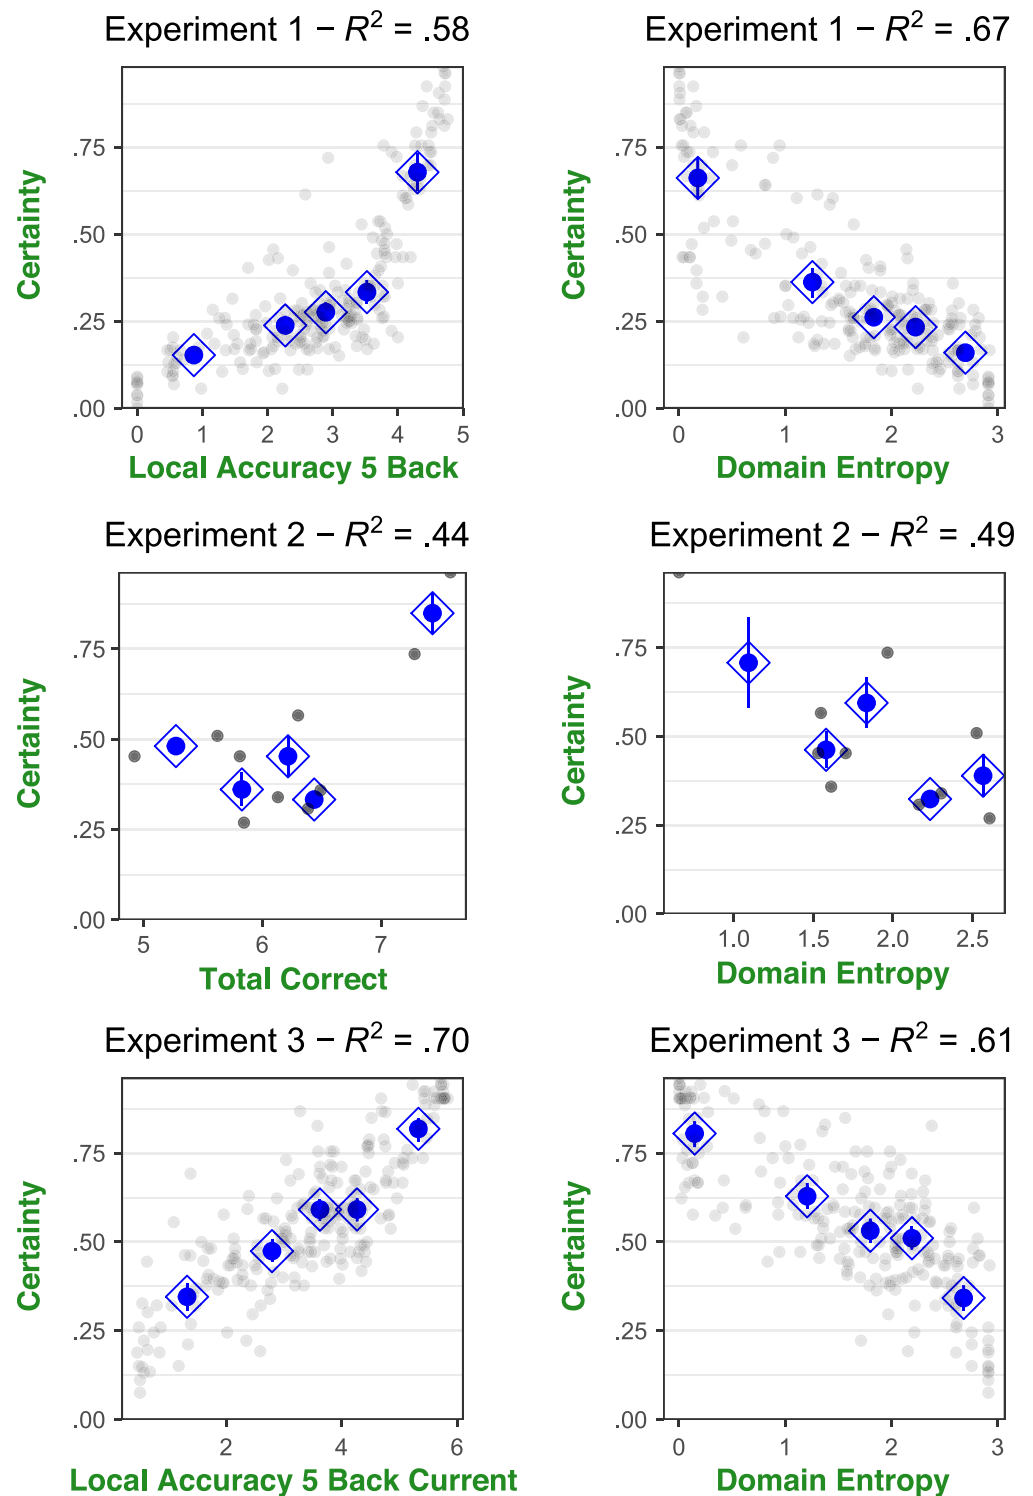 Experiment 1 − R² = .58
Experiment 1 − R² = .67
Certainty
.75
.50
.25
.00
0 1 2 3 4 5
Local Accuracy 5 Back
Certainty
.75
.50
.25
.00
0 1 2 3
Domain Entropy
Experiment 2 − R² = .44
Experiment 2 − R² = .49
Certainty
.75
.50
.25
.00
5 6 7
Total Correct
Certainty
.75
.50
.25
.00
1.0 1.5 2.0 2.5
Domain Entropy
Experiment 3 − R² = .70
Experiment 3 − R² = .61
Certainty
.75
.50
.25
.00
2 4 6
Local Accuracy 5 Back Current
Certainty
.75
.50
.25
.00
0 1 2 3
Domain Entropy